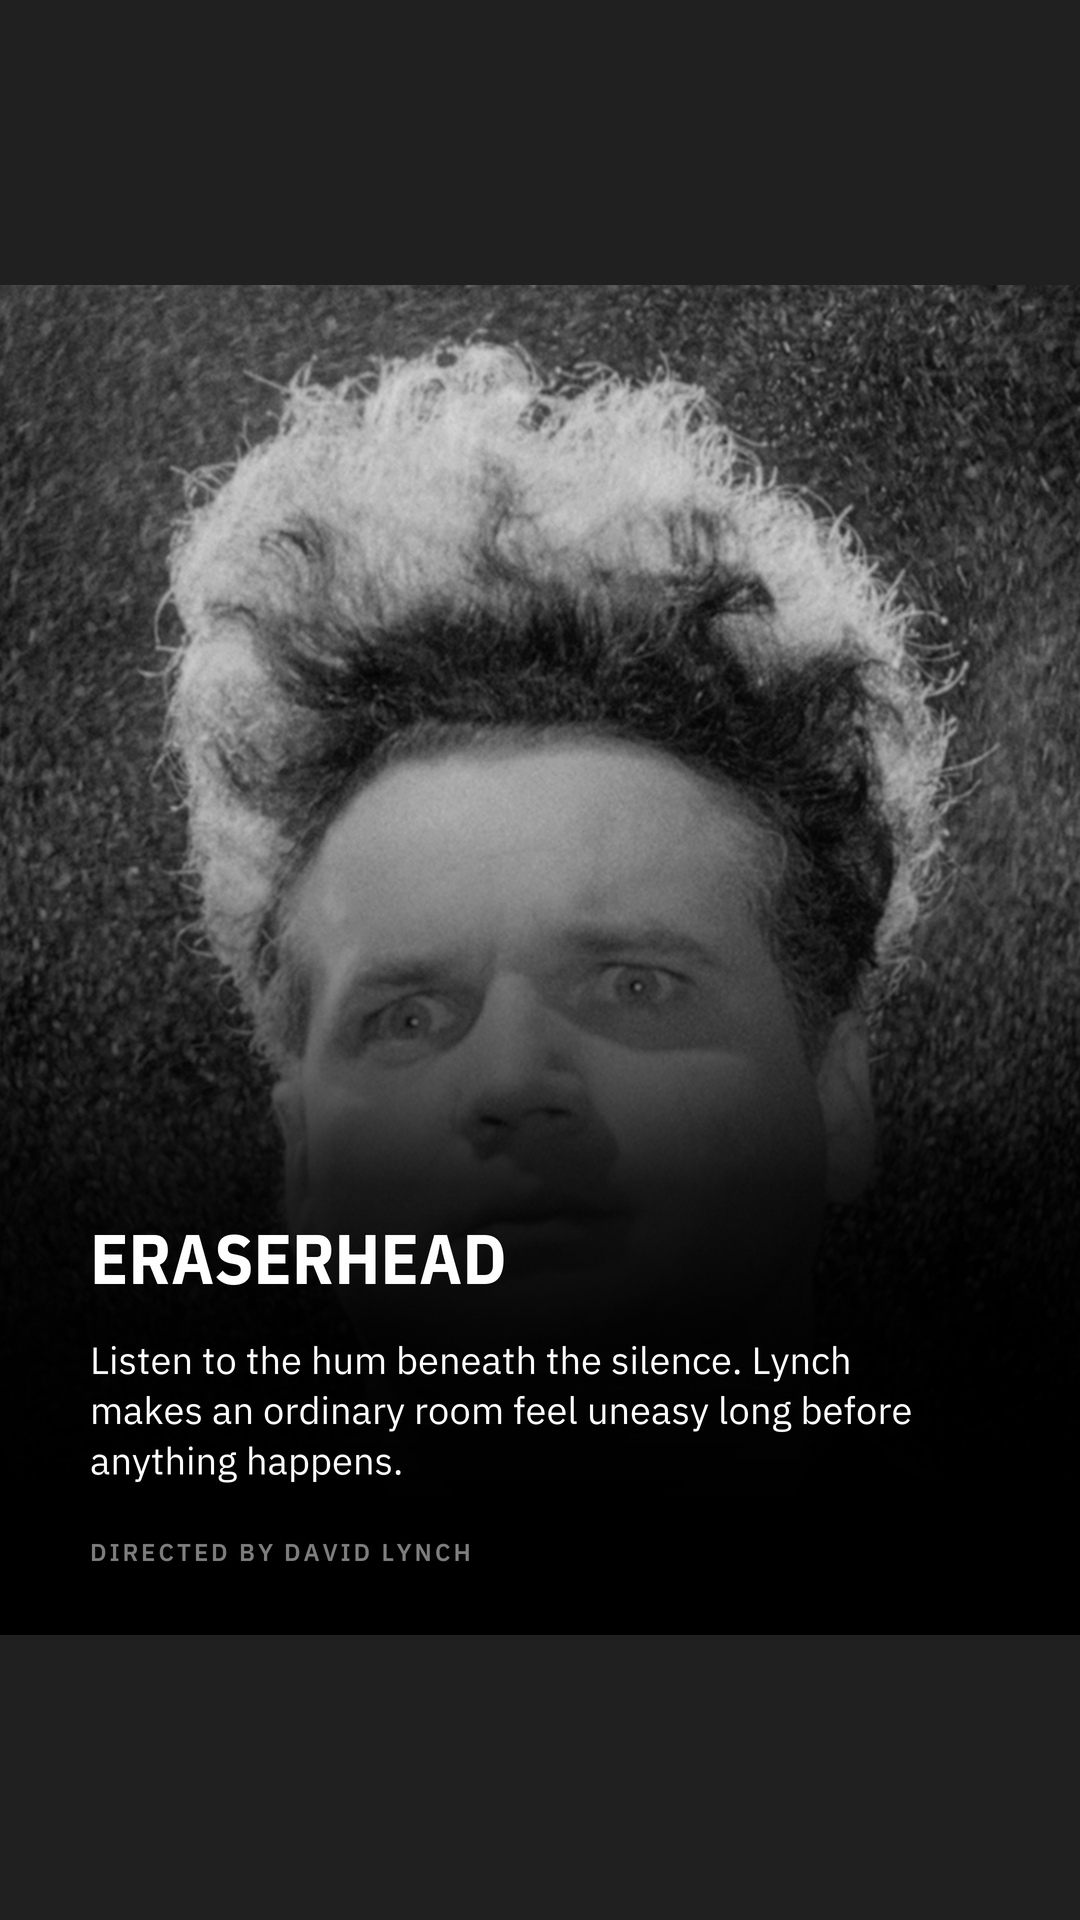 ERASERHEAD
Listen to the hum beneath the silence. Lynch
makes an ordinary room feel uneasy long before
anything happens.
DIRECTED BY DAVID LYNCH